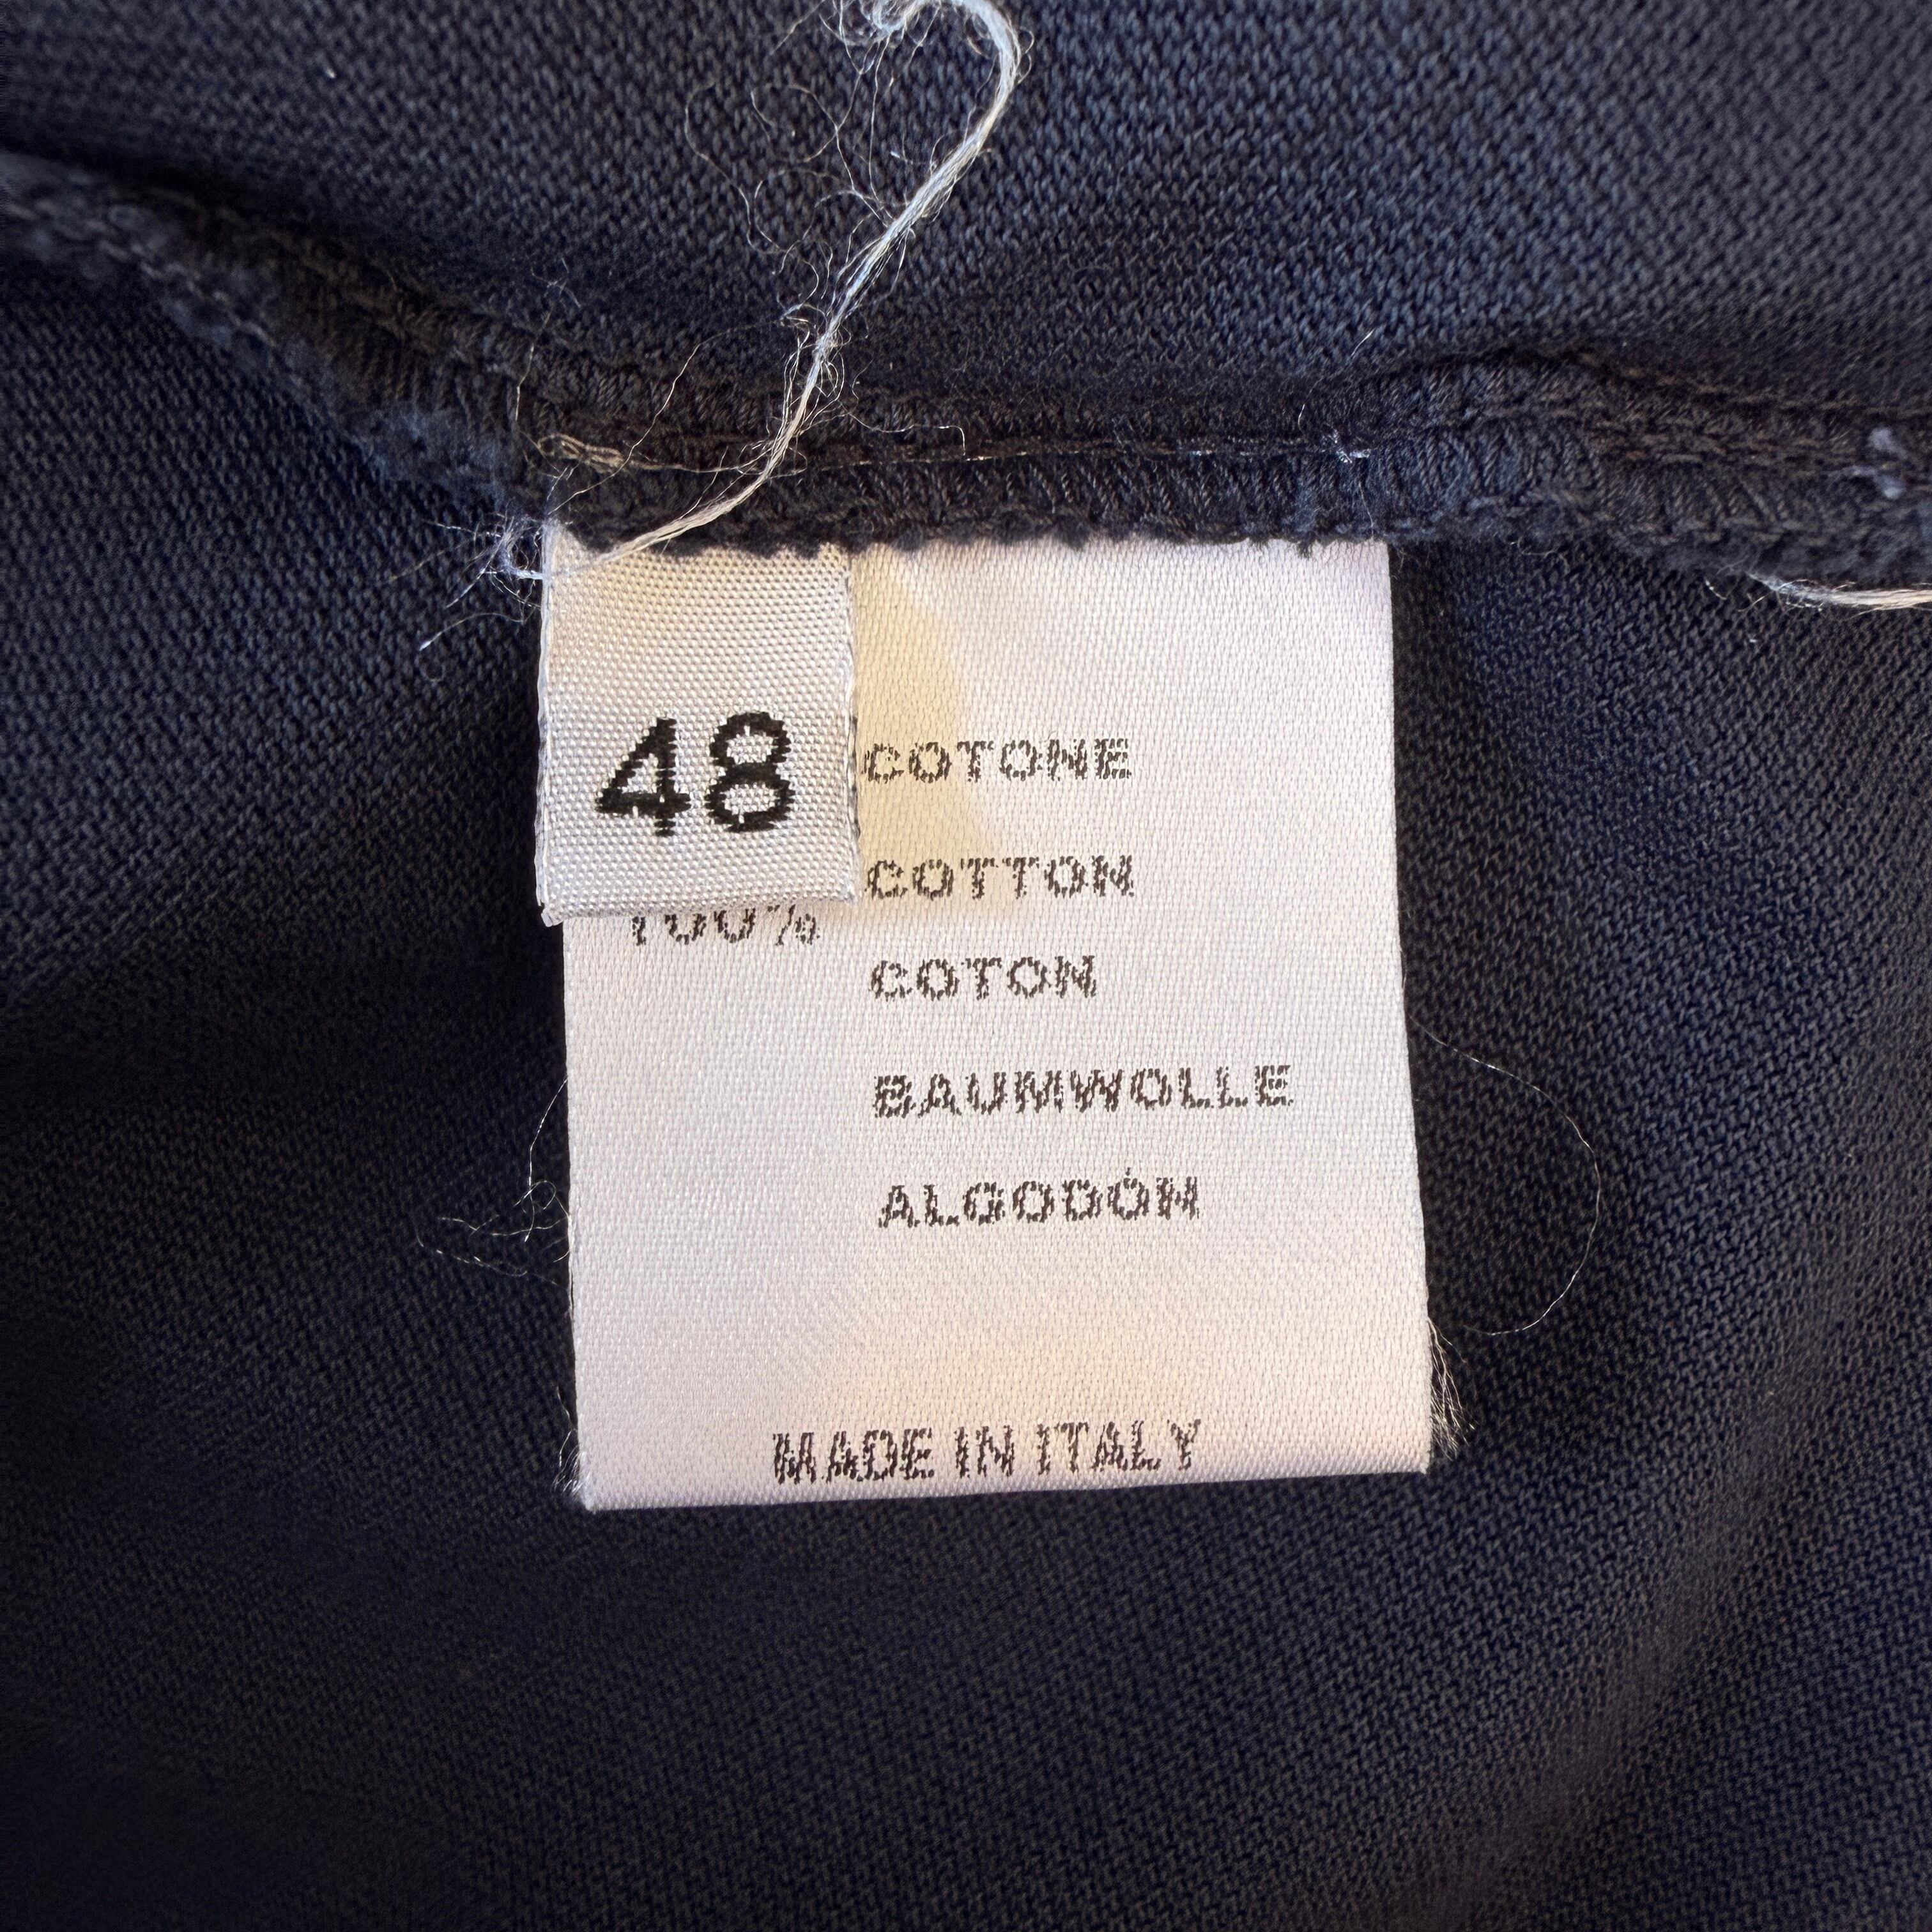 48
COTONE
COTTON
100%
COTON
BAUMWOLLE
ALGODÓN
MADE IN ITALY